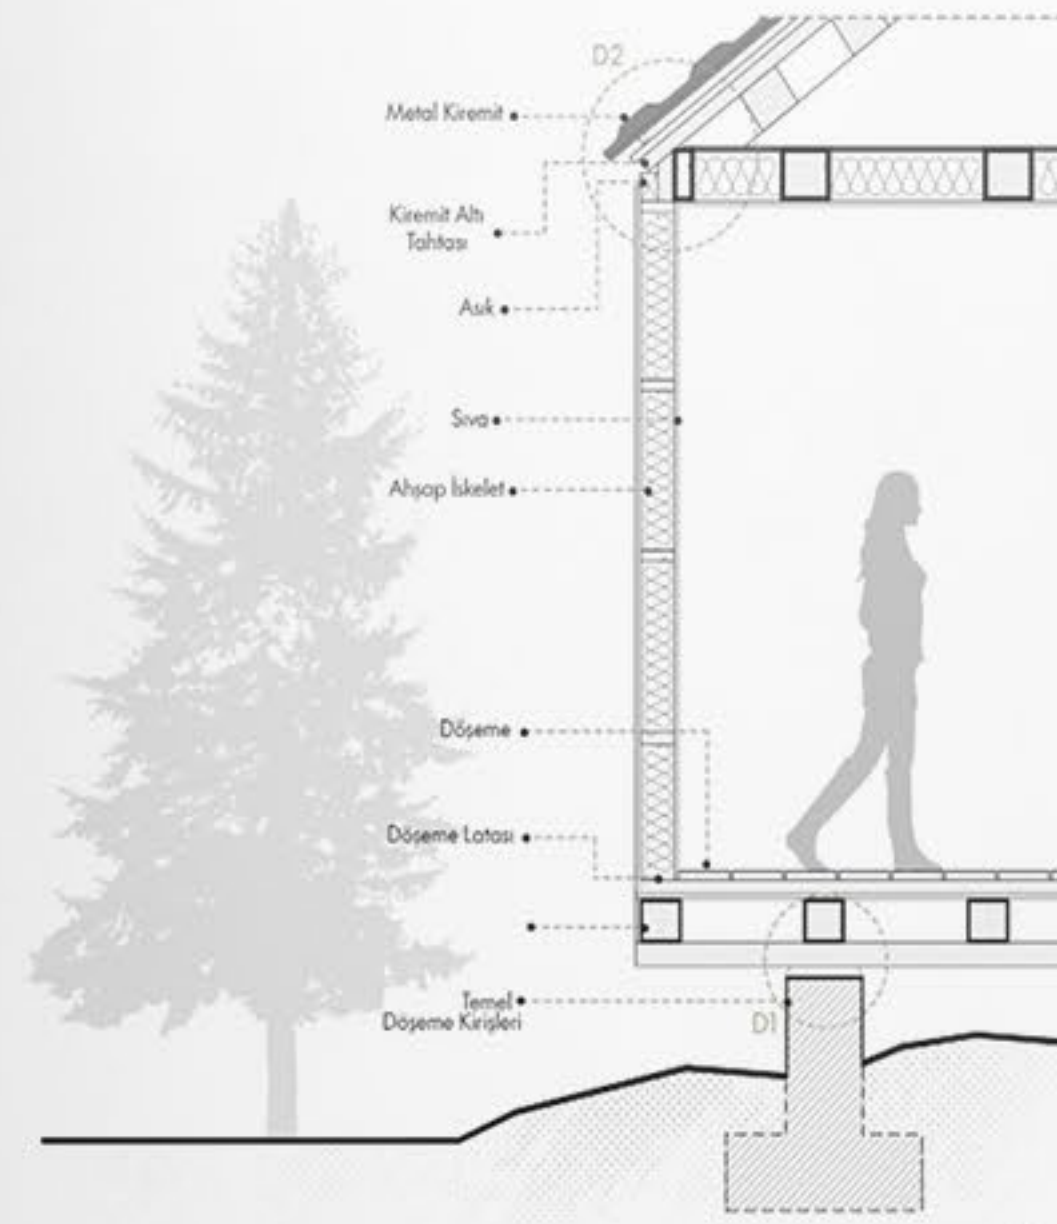 D2
Metal Kiremit
Kiremit Altı
Tahtası
Aşık
Sıva
Ahşap İskelet
Döşeme
Döşeme Latası
Temel
Döşeme Kirişleri
D1